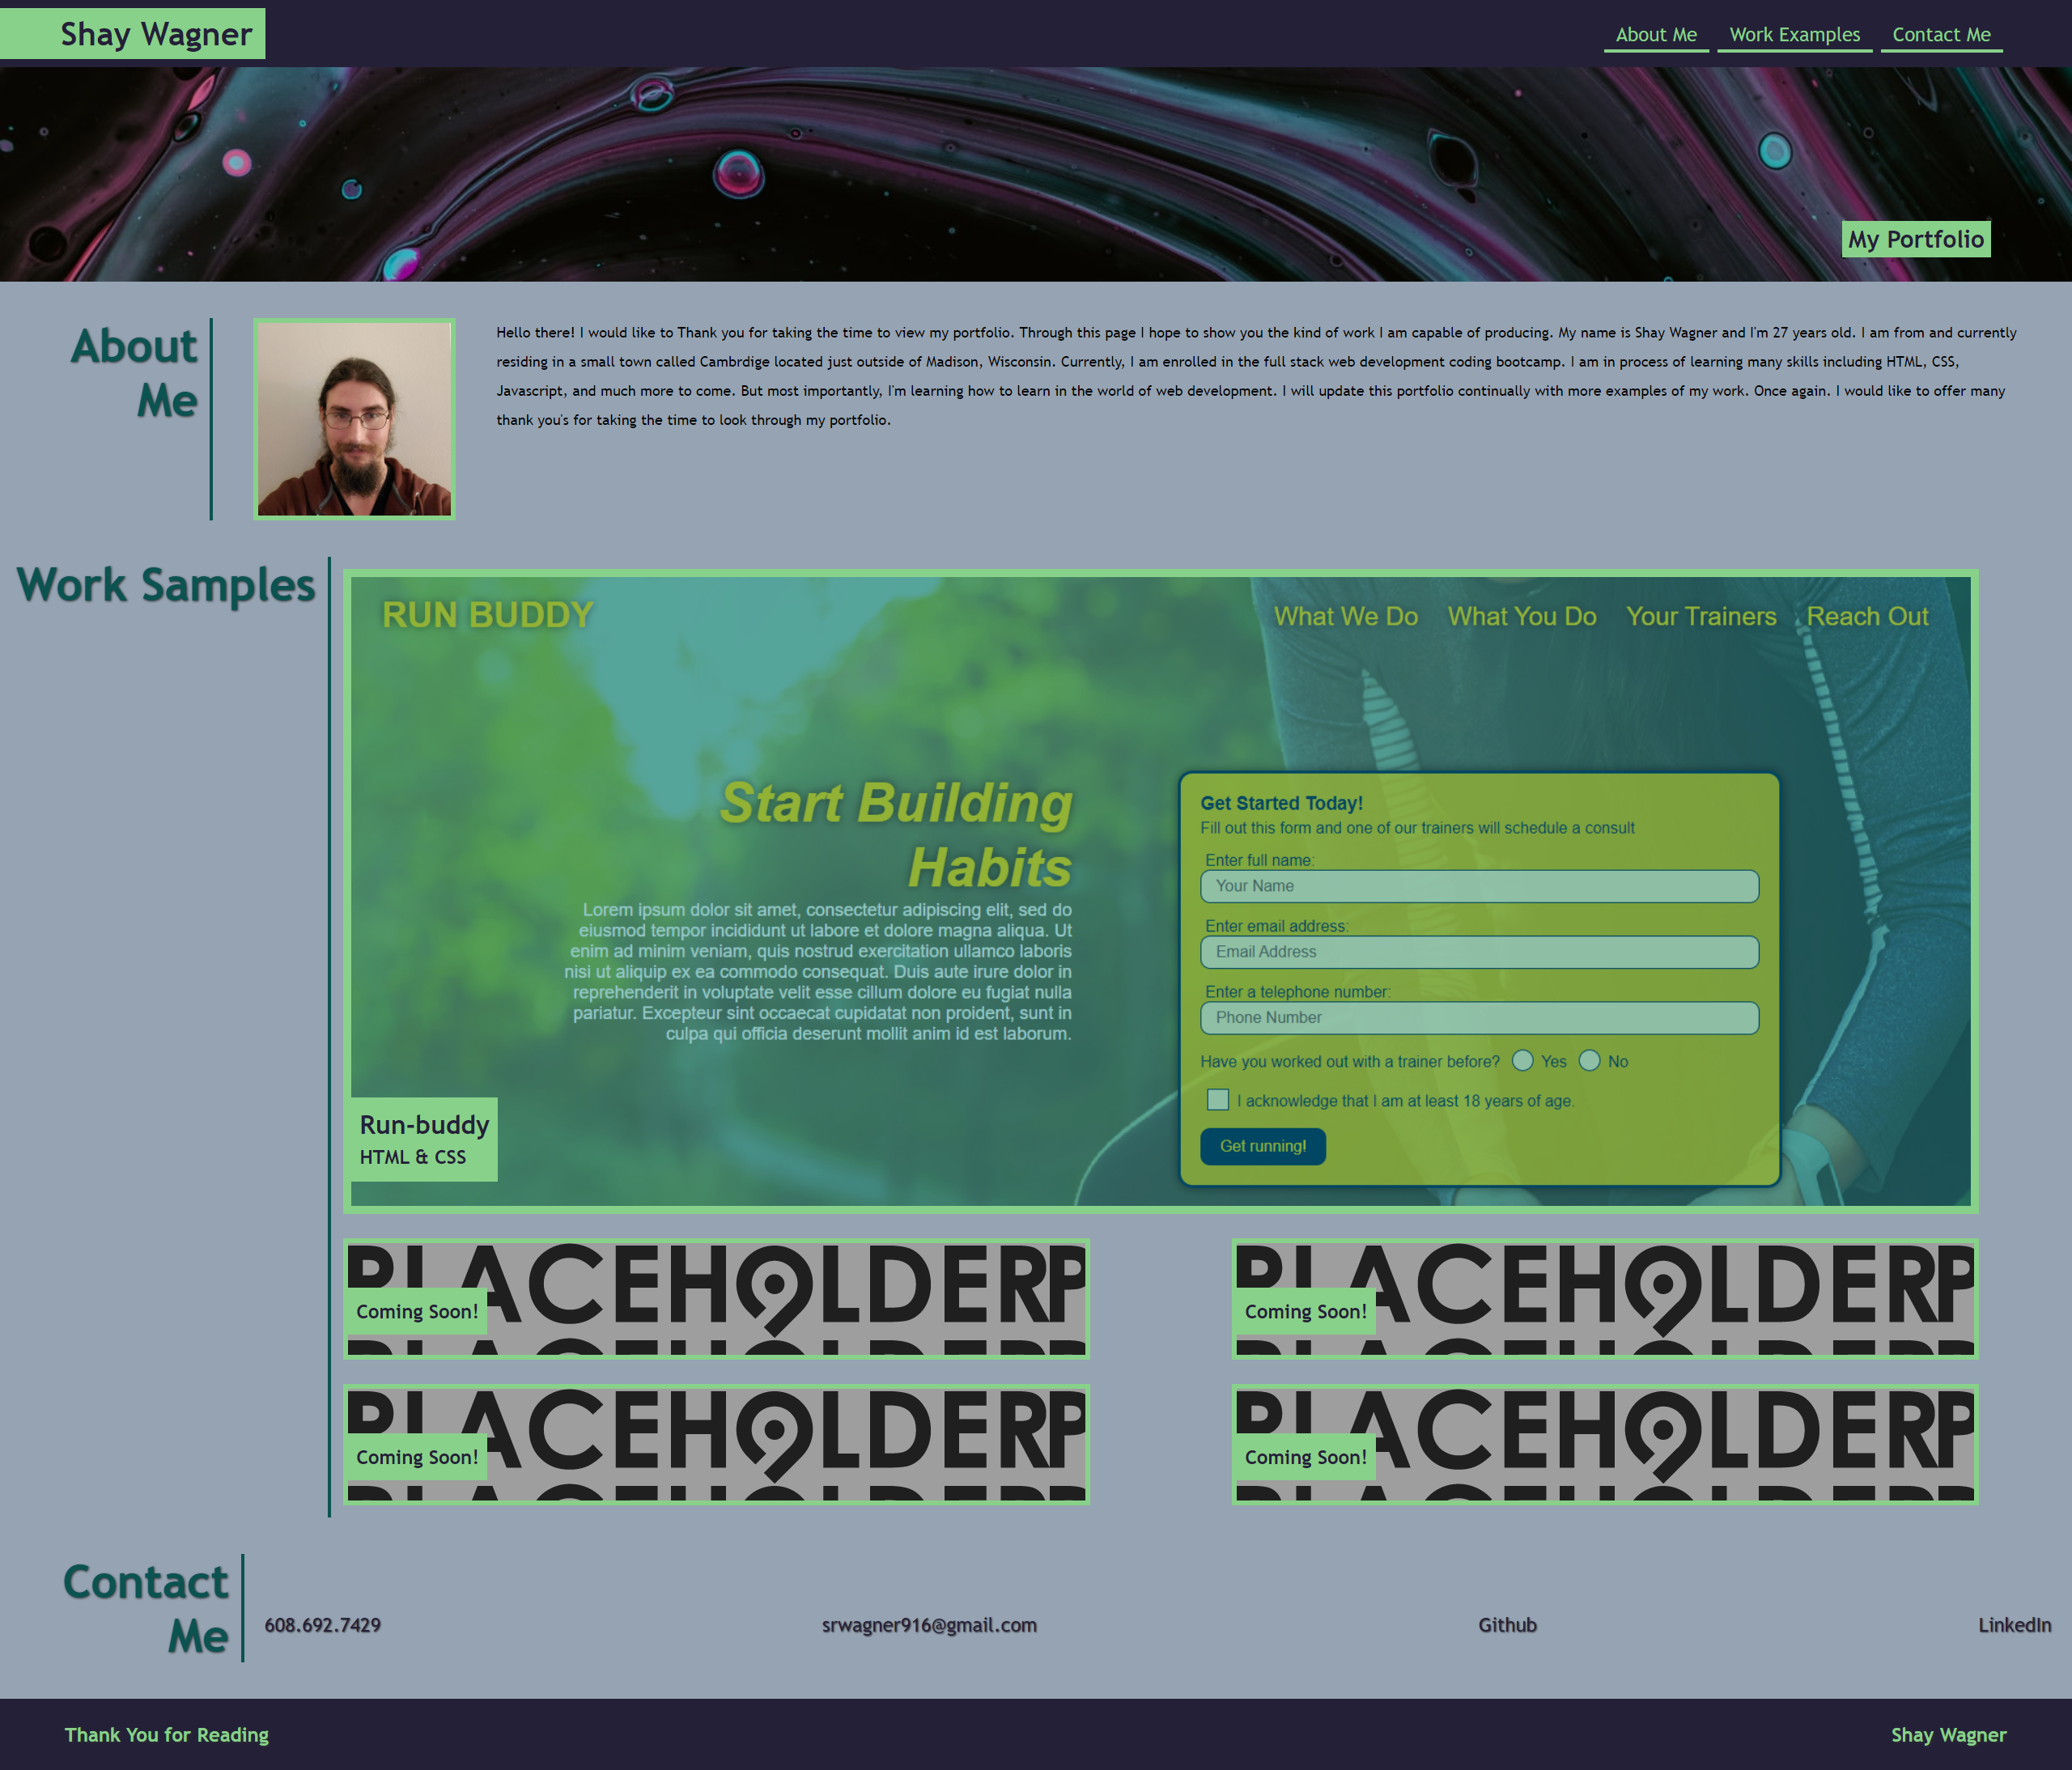 Shay Wagner
About Me
Work Examples
Contact Me
My Portfolio
About
Me
Hello there! I would like to Thank you for taking the time to view my portfolio. Through this page I hope to show you the kind of work I am capable of producing. My name is Shay Wagner and I'm 27 years old. I am from and currently
residing in a small town called Cambrdige located just outside of Madison, Wisconsin. Currently, I am enrolled in the full stack web development coding bootcamp. I am in process of learning many skills including HTML, CSS,
Javascript, and much more to come. But most importantly, I'm learning how to learn in the world of web development. I will update this portfolio continually with more examples of my work. Once again. I would like to offer many
thank you's for taking the time to look through my portfolio.
Work Samples
RUN BUDDY
What We Do
What You Do
Your Trainers
Reach Out
Start Building
Habits
Lorem ipsum dolor sit amet, consectetur adipiscing elit, sed do
eiusmod tempor incididunt ut labore et dolore magna aliqua. Ut
enim ad minim veniam, quis nostrud exercitation ullamco laboris
nisi ut aliquip ex ea commodo consequat. Duis aute irure dolor in
reprehenderit in voluptate velit esse cillum dolore eu fugiat nulla
pariatur. Excepteur sint occaecat cupidatat non proident, sunt in
culpa qui officia deserunt mollit anim id est laborum.
Get Started Today!
Fill out this form and one of our trainers will schedule a consult
Enter full name:
Your Name
Enter email address:
Email Address
Enter a telephone number:
Phone Number
Have you worked out with a trainer before? Yes No
I acknowledge that I am at least 18 years of age.
Get running!
Run-buddy
HTML & CSS
PLACEHOLDERP
Coming Soon!
PLACEHOLDERP
PLACEHOLDERP
Coming Soon!
PLACEHOLDERP
PLACEHOLDERP
Coming Soon!
PLACEHOLDERP
PLACEHOLDERP
Coming Soon!
PLACEHOLDERP
Contact
Me
608.692.7429
srwagner916@gmail.com
Github
LinkedIn
Thank You for Reading
Shay Wagner